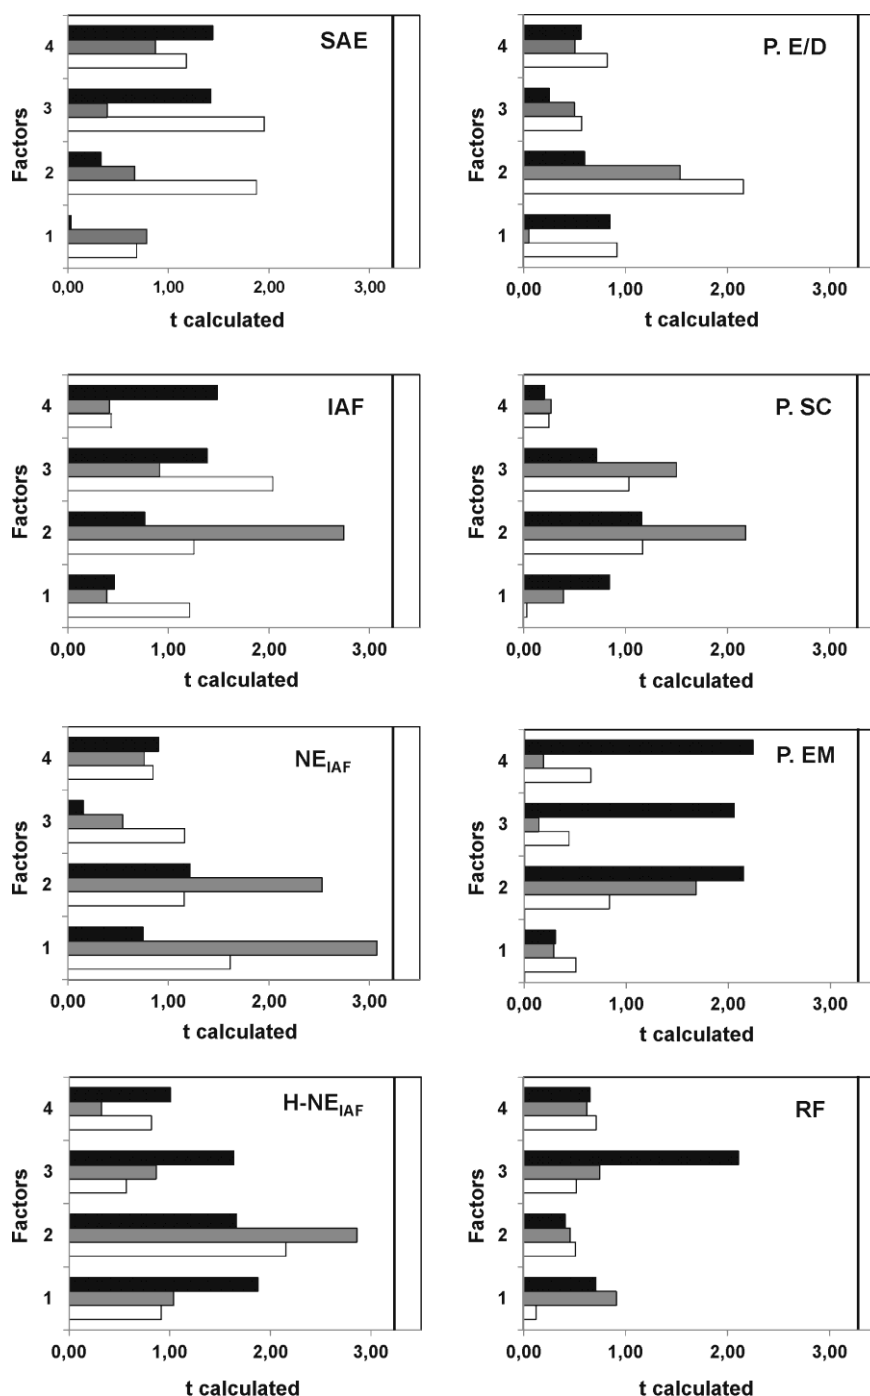 SAE
Factors
4
3
2
1
0,00 1,00 2,00 3,00
t calculated
P. E/D
Factors
4
3
2
1
0,00 1,00 2,00 3,00
t calculated
IAF
Factors
4
3
2
1
0,00 1,00 2,00 3,00
t calculated
P. SC
Factors
4
3
2
1
0,00 1,00 2,00 3,00
t calculated
NE_IAF
Factors
4
3
2
1
0,00 1,00 2,00 3,00
t calculated
P. EM
Factors
4
3
2
1
0,00 1,00 2,00 3,00
t calculated
H-NE_IAF
Factors
4
3
2
1
0,00 1,00 2,00 3,00
t calculated
RF
Factors
4
3
2
1
0,00 1,00 2,00 3,00
t calculated